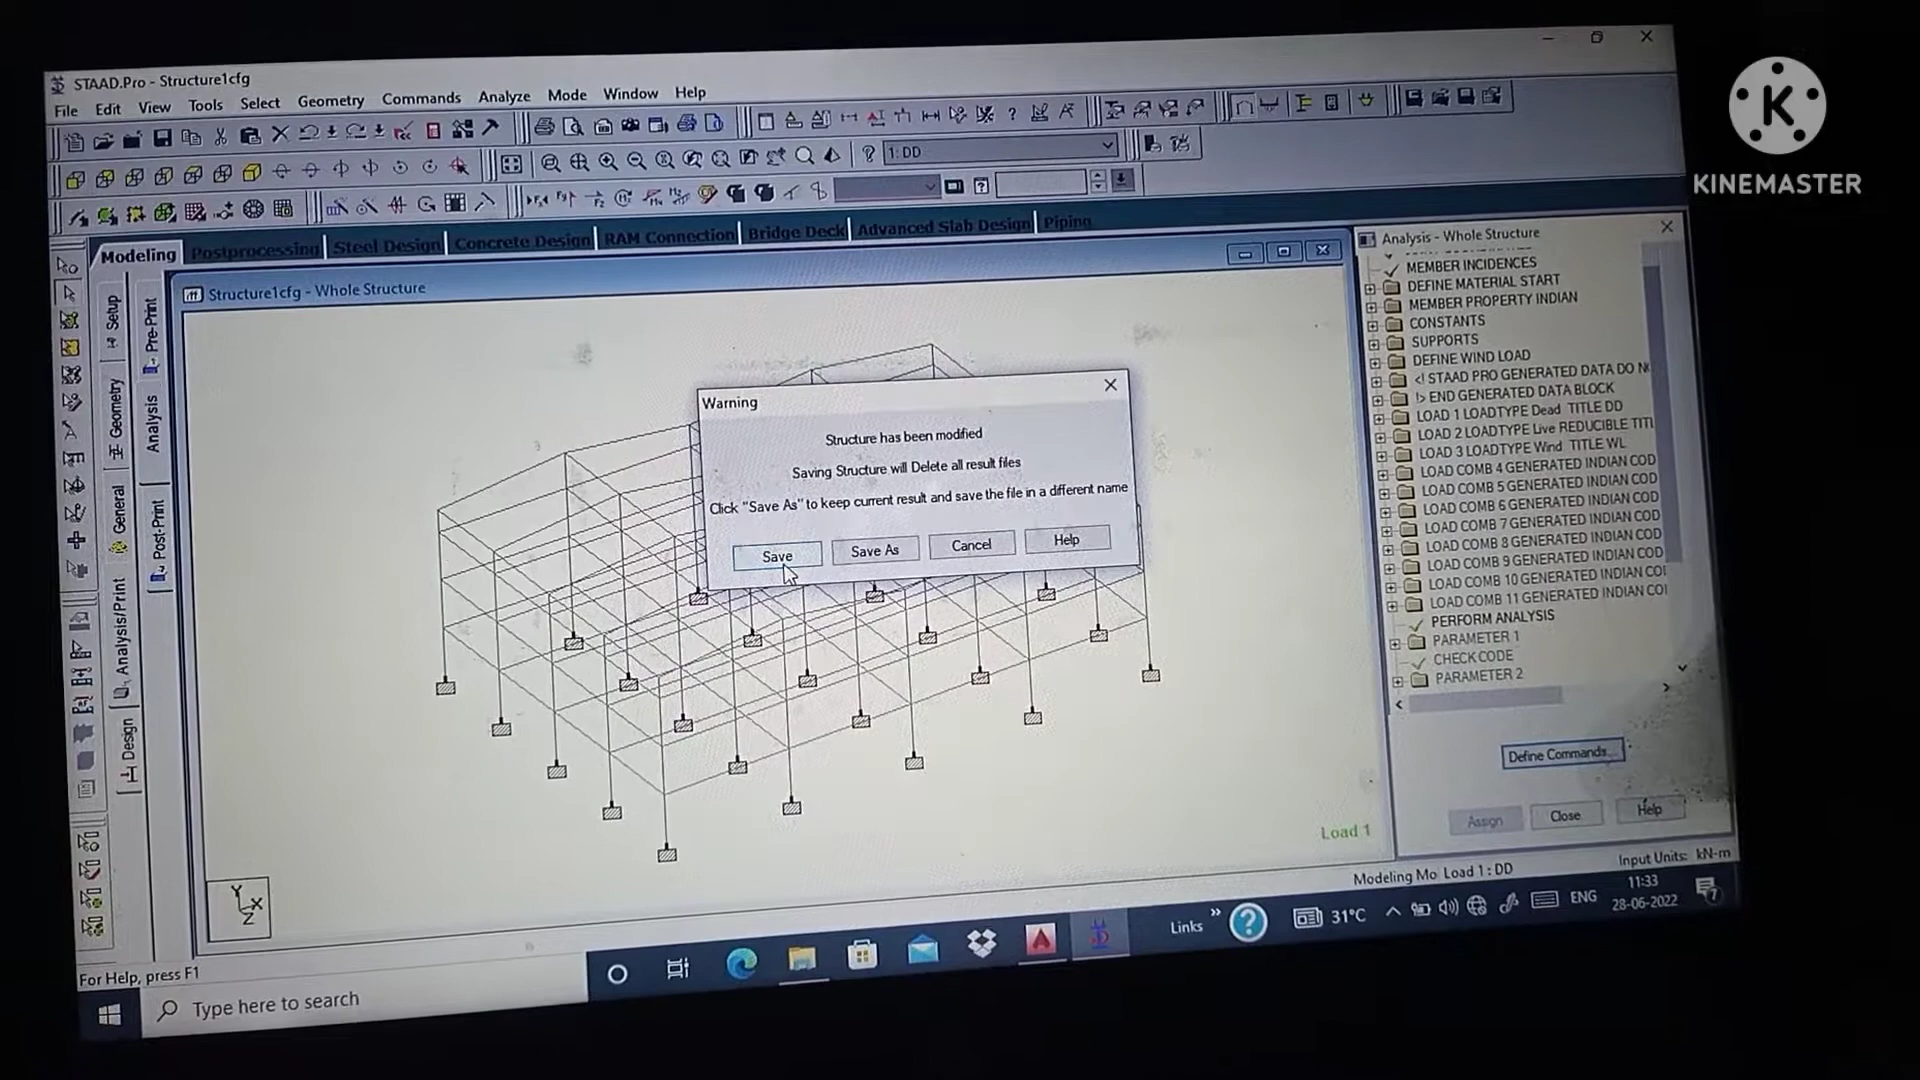 STAAD.Pro - Structure1cfg
File Edit View Tools Select Geometry Commands Analyze Mode Window Help
1: DD
Modeling Postprocessing Steel Design Concrete Design RAM Connection Bridge Deck Advanced Slab Design Piping
KINEMASTER
Structure1cfg - Whole Structure
Setup
Geometry
General
Analysis/Print
Design
Pre-Print
Analysis
Post-Print
Warning
Structure has been modified
Saving Structure will Delete all result files
Click "Save As" to keep current result and save the file in a different name
Save Save As Cancel Help
Load 1
Y
X
Z
Analysis - Whole Structure
MEMBER INCIDENCES
DEFINE MATERIAL START
MEMBER PROPERTY INDIAN
CONSTANTS
SUPPORTS
DEFINE WIND LOAD
<! STAAD PRO GENERATED DATA DO NO
!> END GENERATED DATA BLOCK
LOAD 1 LOADTYPE Dead TITLE DD
LOAD 2 LOADTYPE Live REDUCIBLE TITL
LOAD 3 LOADTYPE Wind TITLE WL
LOAD COMB 4 GENERATED INDIAN COD
LOAD COMB 5 GENERATED INDIAN COD
LOAD COMB 6 GENERATED INDIAN COD
LOAD COMB 7 GENERATED INDIAN COD
LOAD COMB 8 GENERATED INDIAN COD
LOAD COMB 9 GENERATED INDIAN COD
LOAD COMB 10 GENERATED INDIAN COI
LOAD COMB 11 GENERATED INDIAN COI
PERFORM ANALYSIS
PARAMETER 1
CHECK CODE
PARAMETER 2
Define Commands...
Assign Close Help
Modeling Mo Load 1 : DD
Input Units: kN-m
For Help, press F1
Type here to search
Links
31°C
ENG
11:33
28-06-2022